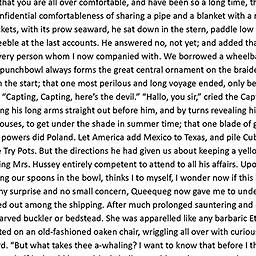 that you are all over comfortable, and have been so a long time, th
nfidential comfortableness of sharing a pipe and a blanket with a r
kets, with its prow seaward, he sat down in the stern, paddle low
eeble at the last accounts. He answered no, not yet; and added tha
very person whom I now companied with. We borrowed a wheelba
punchbowl always forms the great central ornament on the braide
n the start; that one most perilous and long voyage ended, only be
"Capting, Capting, here's the devil." "Hallo, you sir," cried the Cap
ing his long arms straight out before him, and by turns revealing hi
ouses, to get under the shade in summer time; that one blade of g
powers did Poland. Let America add Mexico to Texas, and pile Cub
e Try Pots. But the directions he had given us about keeping a yello
ing Mrs. Hussey entirely competent to attend to all his affairs. Upo
ng our spoons in the bowl, thinks I to myself, I wonder now if this
ny surprise and no small concern, Queequeg now gave me to unde
ed out among the shipping. After much prolonged sauntering and
arved buckler or bedstead. She was apparelled like any barbaric Et
ted on an old-fashioned oaken chair, wriggling all over with curious
rd. "But what takes thee a-whaling? I want to know that before I th